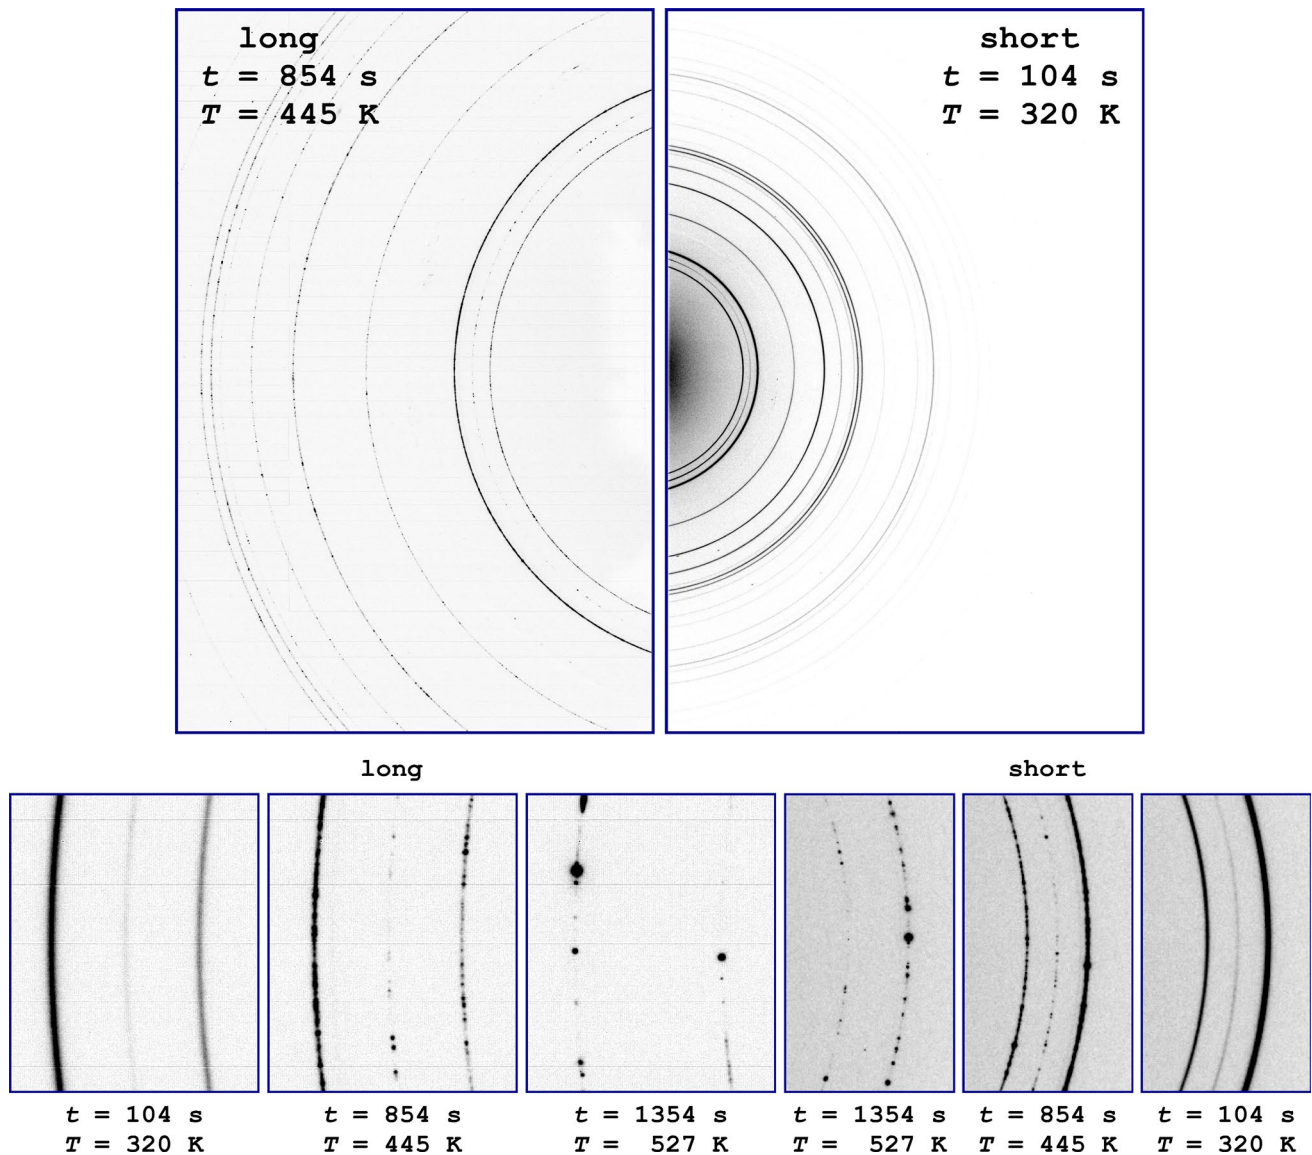 long
t = 854 s
T = 445 K
short
t = 104 s
T = 320 K
long
short
t = 104 s
T = 320 K
t = 854 s
T = 445 K
t = 1354 s
T = 527 K
t = 1354 s
T = 527 K
t = 854 s
T = 445 K
t = 104 s
T = 320 K